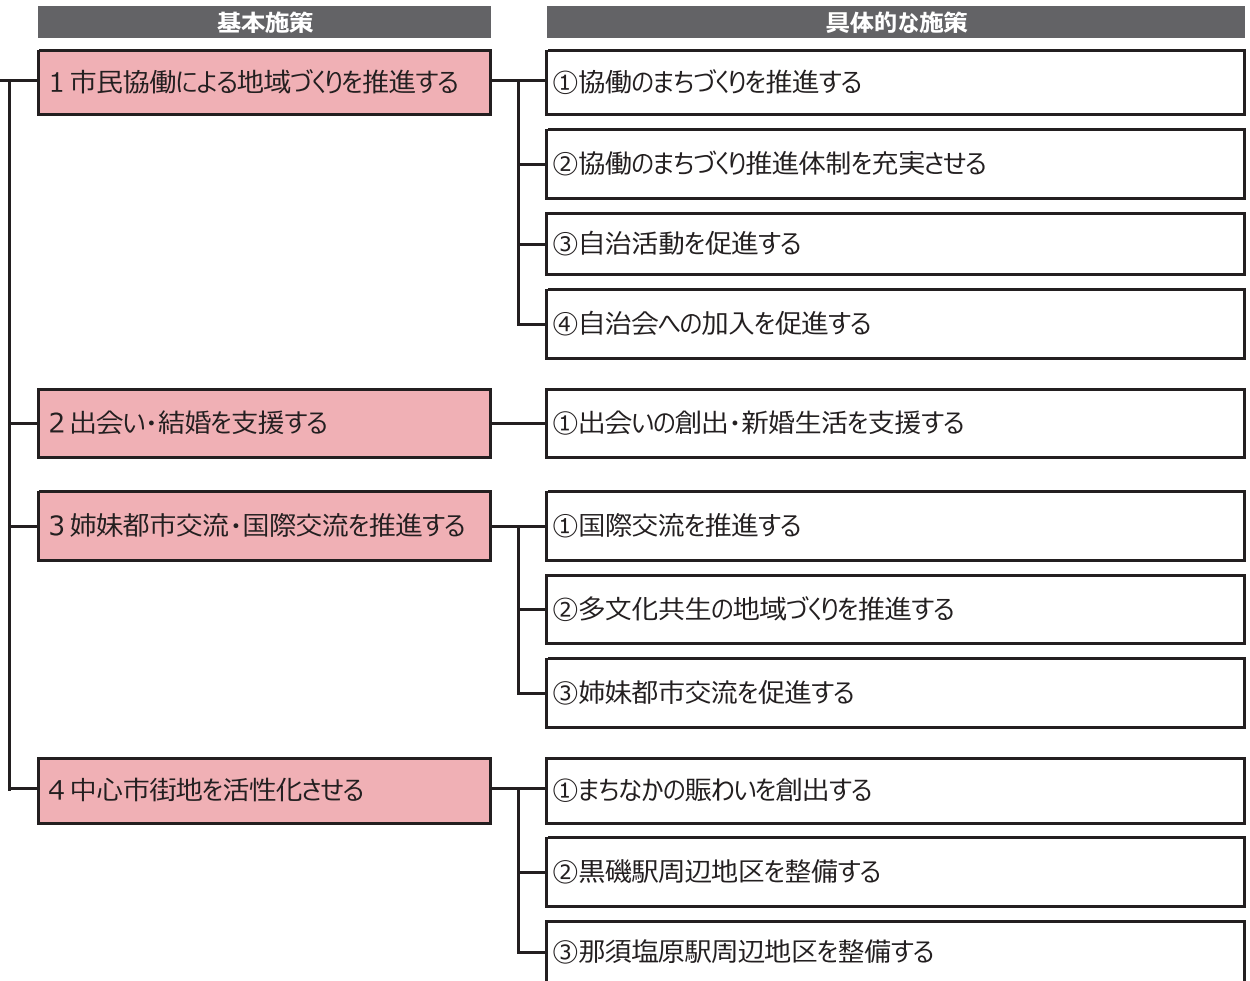 基本施策
具体的な施策
1 市民協働による地域づくりを推進する
①協働のまちづくりを推進する
②協働のまちづくり推進体制を充実させる
③自治活動を促進する
④自治会への加入を促進する
2 出会い・結婚を支援する
①出会いの創出・新婚生活を支援する
3 姉妹都市交流・国際交流を推進する
①国際交流を推進する
②多文化共生の地域づくりを推進する
③姉妹都市交流を促進する
4 中心市街地を活性化させる
①まちなかの賑わいを創出する
②黒磯駅周辺地区を整備する
③那須塩原駅周辺地区を整備する